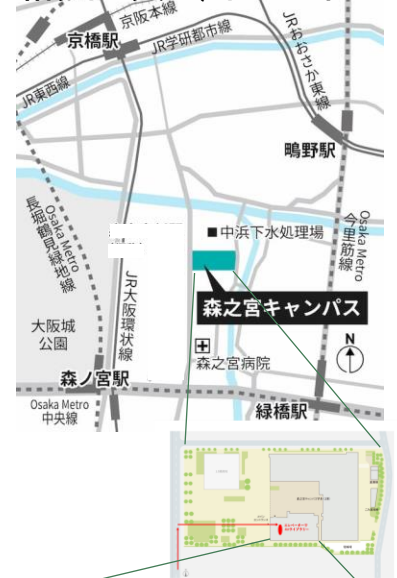 京阪本線
京橋駅
JR学研都市線
JRおおさか東線
JR東西線
鴫野駅
Osaka Metro
長堀鶴見緑地線
■中浜下水処理場
Osaka Metro
今里筋線
JR大阪環状線
森之宮キャンパス
大阪城
公園
N
森之宮病院
森ノ宮駅
Osaka Metro
中央線
緑橋駅